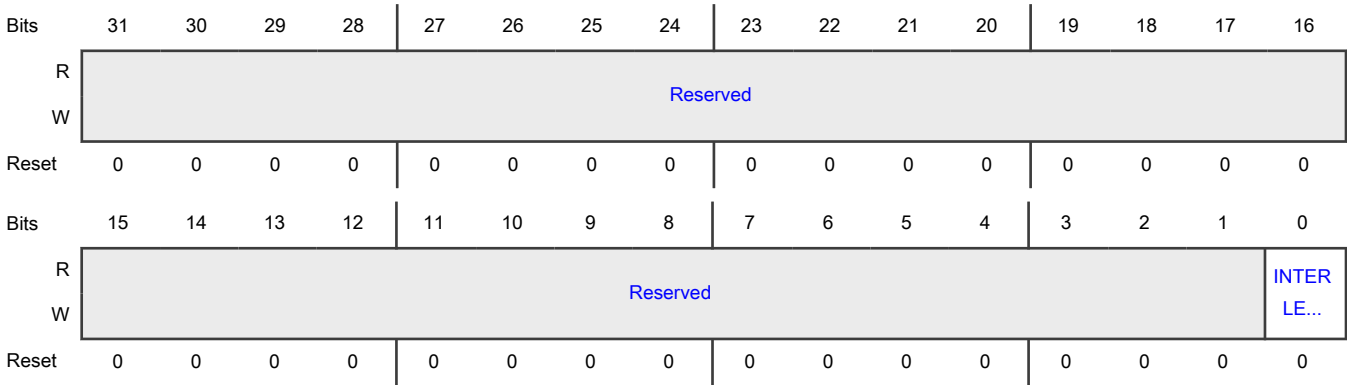 Bits 31 30 29 28 27 26 25 24 23 22 21 20 19 18 17 16
R
Reserved
W
Reset 0 0 0 0 0 0 0 0 0 0 0 0 0 0 0 0
Bits 15 14 13 12 11 10 9 8 7 6 5 4 3 2 1 0
R
Reserved
INTER
LE...
W
Reset 0 0 0 0 0 0 0 0 0 0 0 0 0 0 0 0